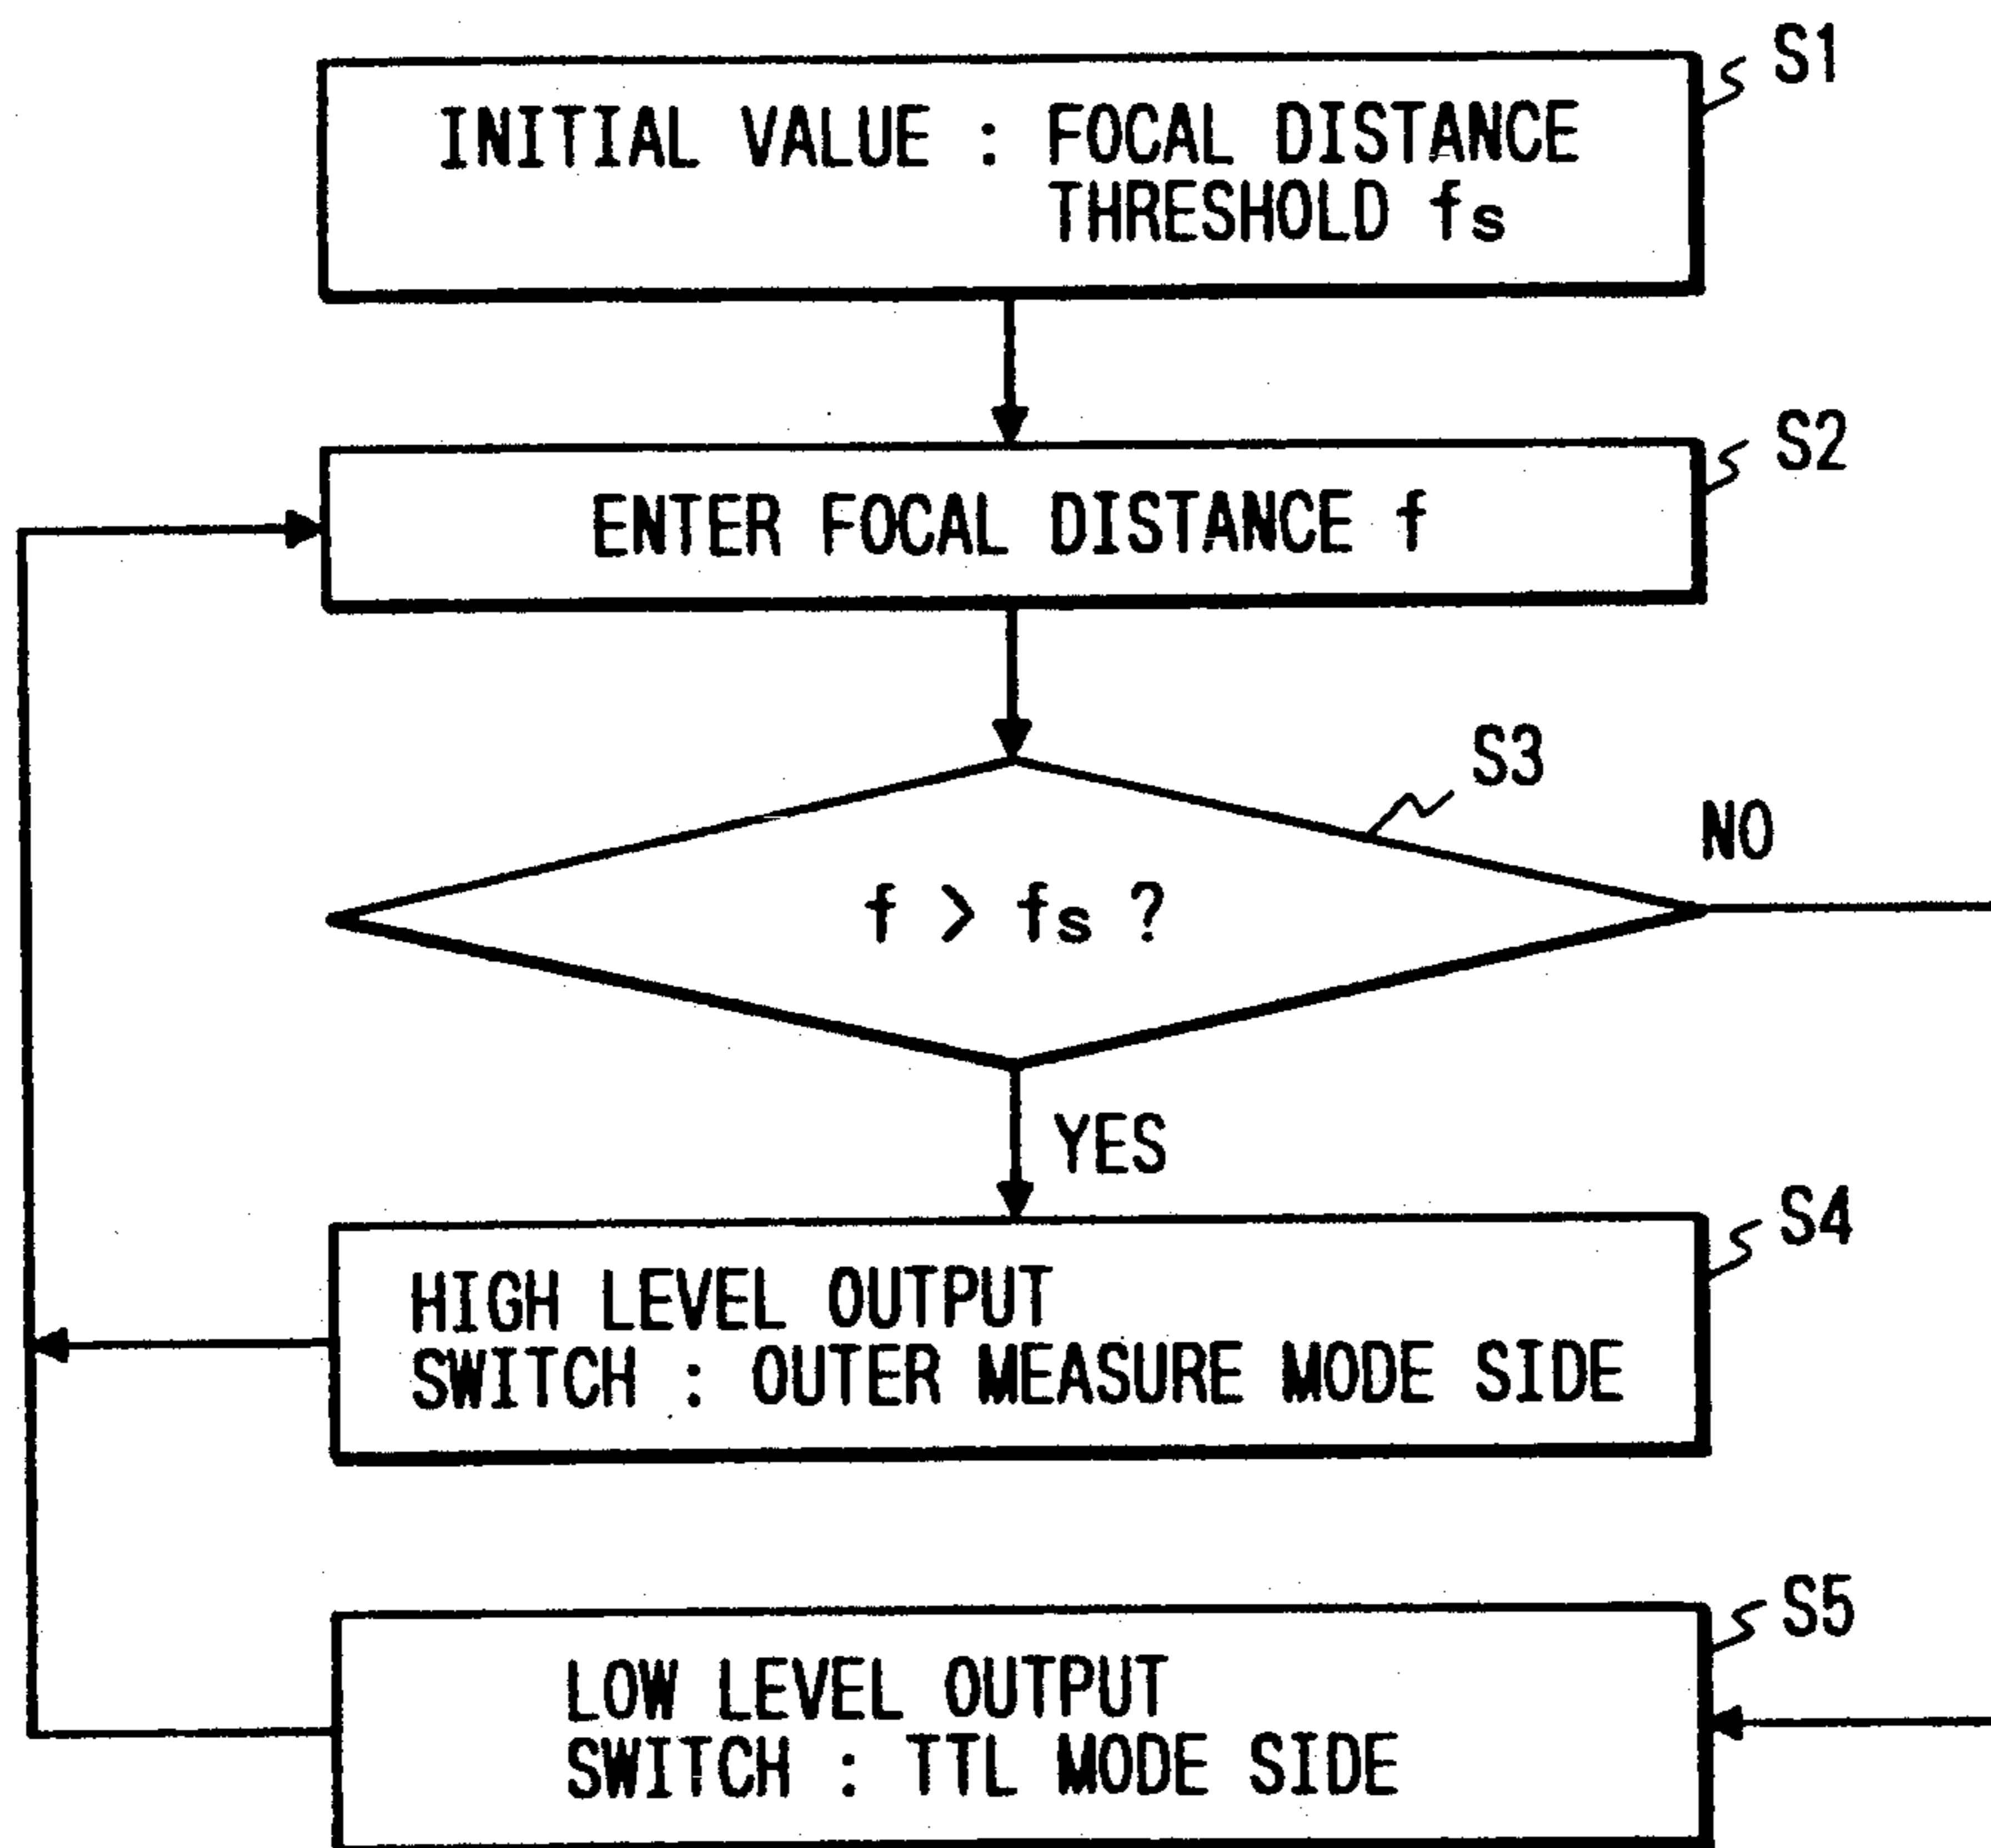 S1
INITIAL VALUE : FOCAL DISTANCE
THRESHOLD fs
S2
ENTER FOCAL DISTANCE f
S3
NO
f > fs ?
YES
S4
HIGH LEVEL OUTPUT
SWITCH : OUTER MEASURE MODE SIDE
S5
LOW LEVEL OUTPUT
SWITCH : TTL MODE SIDE